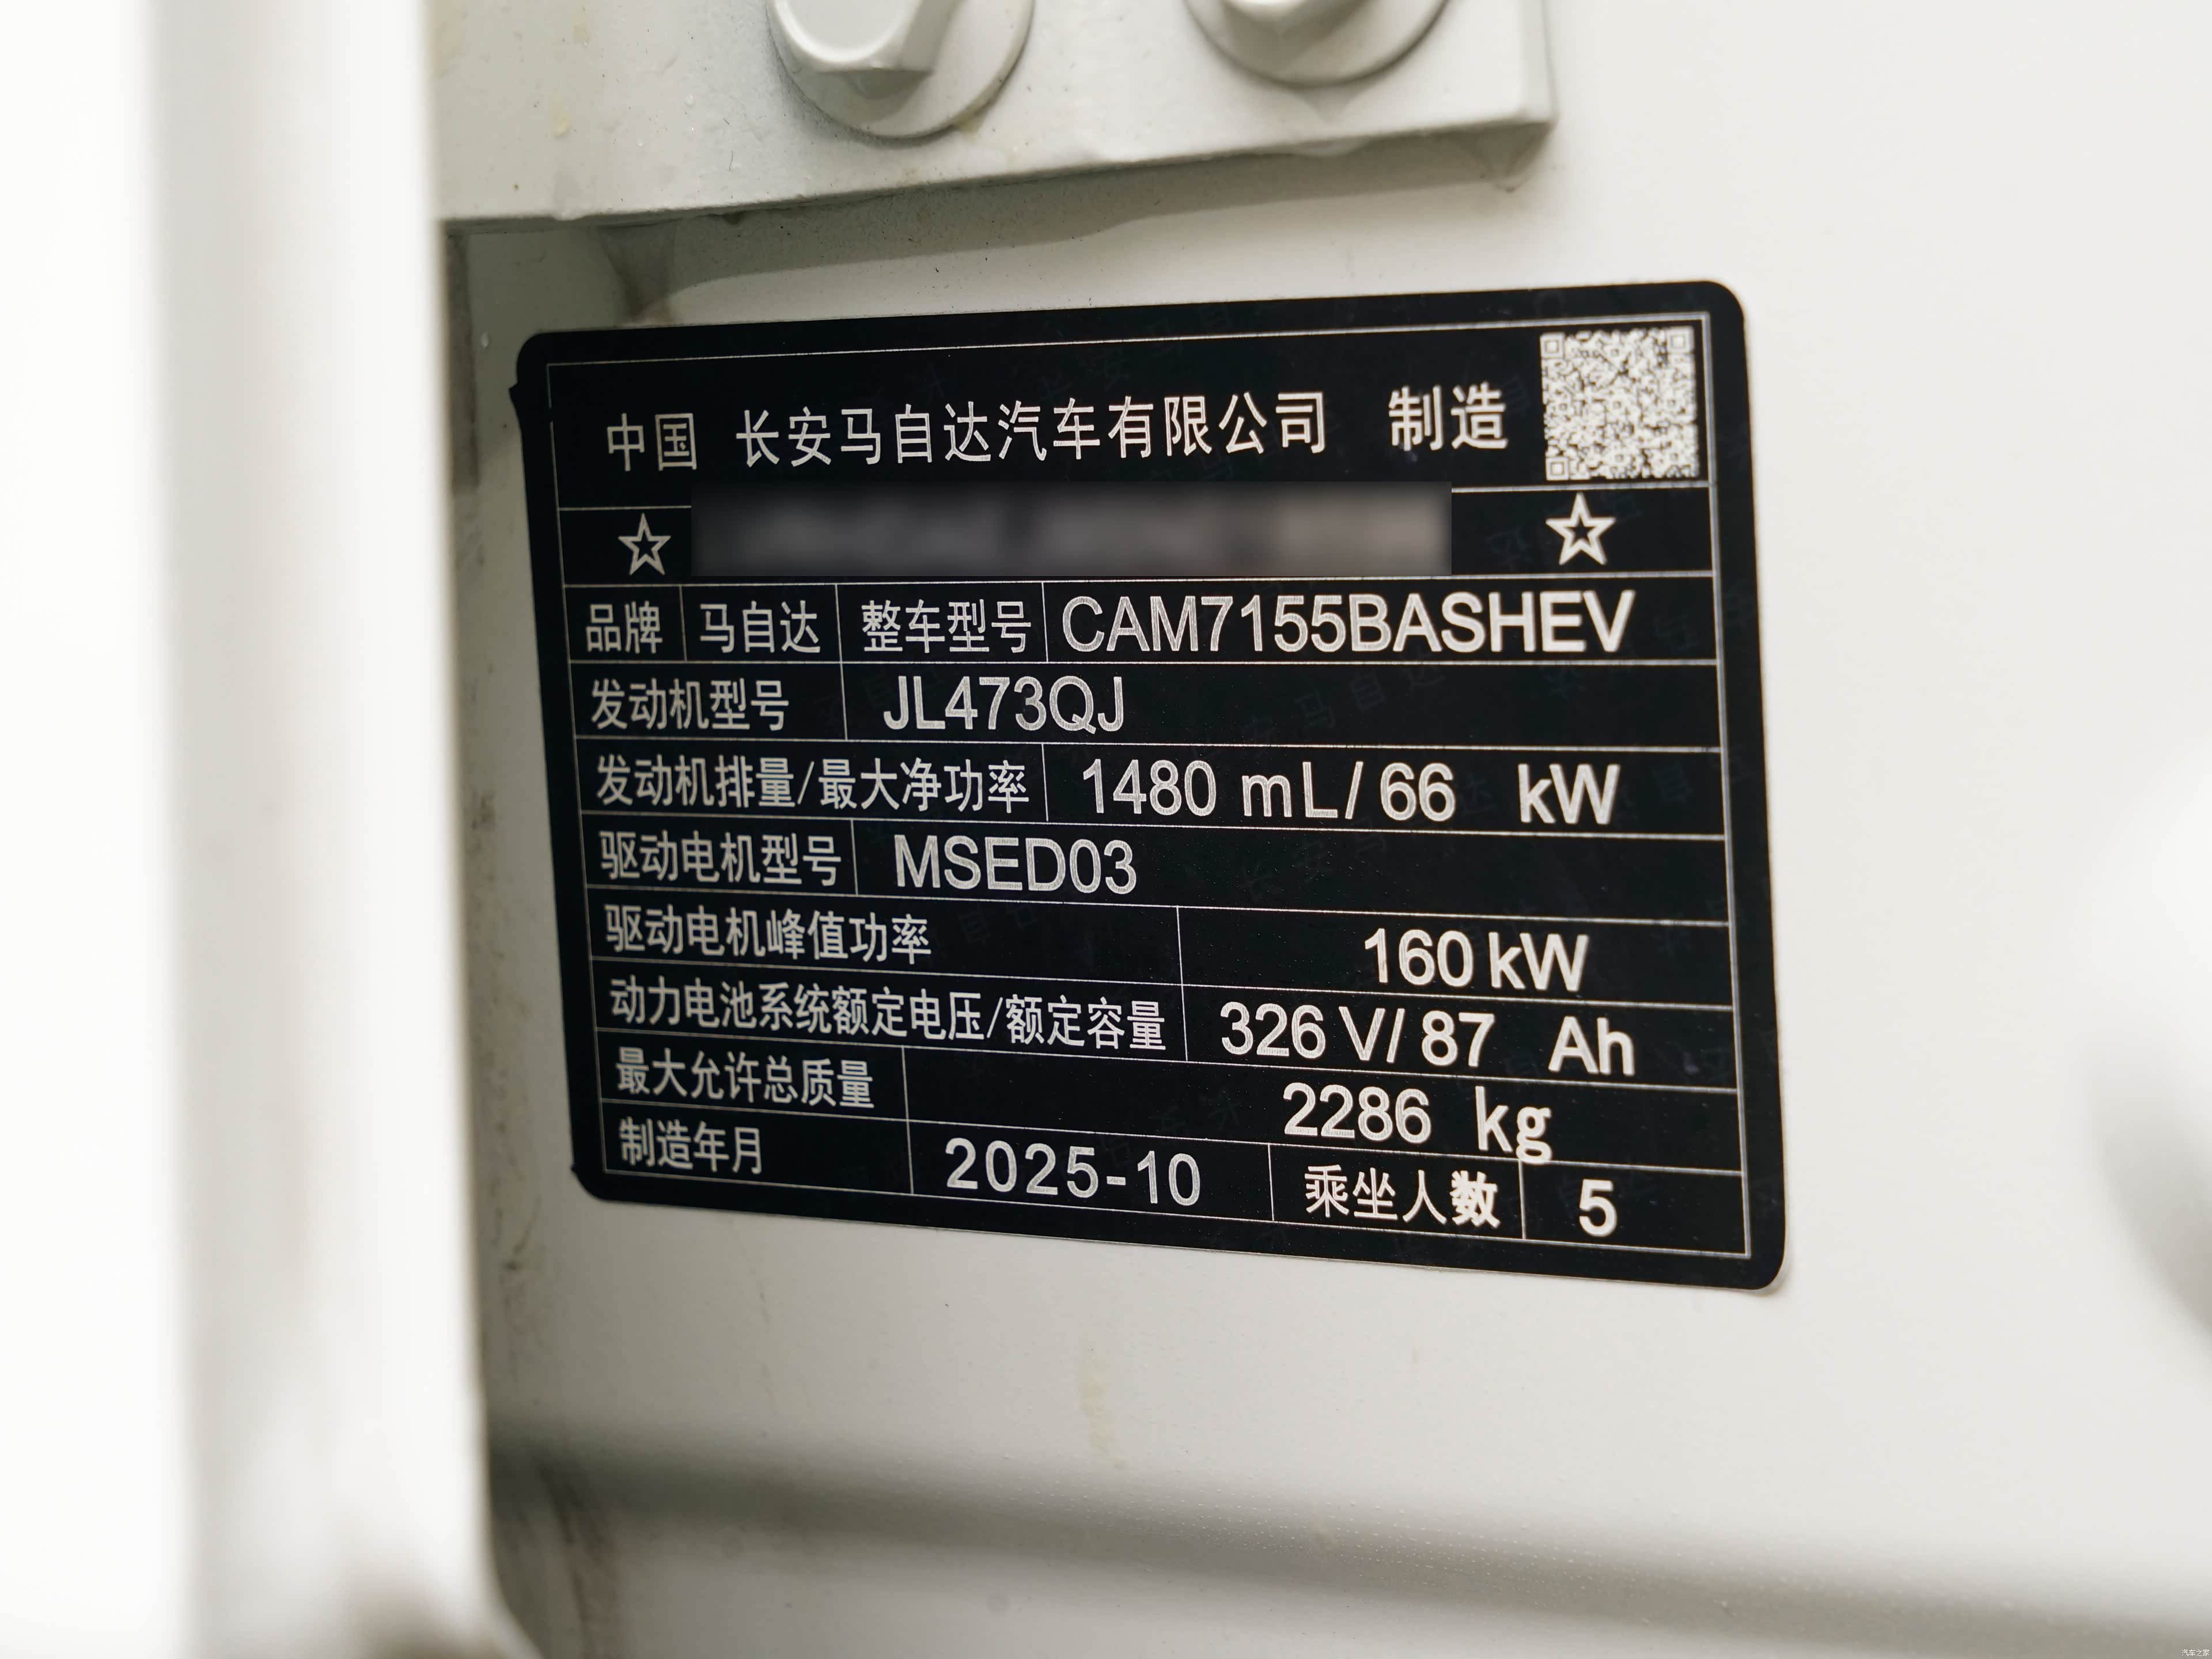 中国 长安马自达汽车有限公司 制造
☆ ☆
品牌 马自达 整车型号 CAM7155BASHEV
发动机型号 JL473QJ
发动机排量/最大净功率 1480 mL/ 66 kW
驱动电机型号 MSED03
驱动电机峰值功率 160 kW
动力电池系统额定电压/额定容量 326 V/ 87 Ah
最大允许总质量 2286 kg
制造年月 2025-10 乘坐人数 5
汽车之家